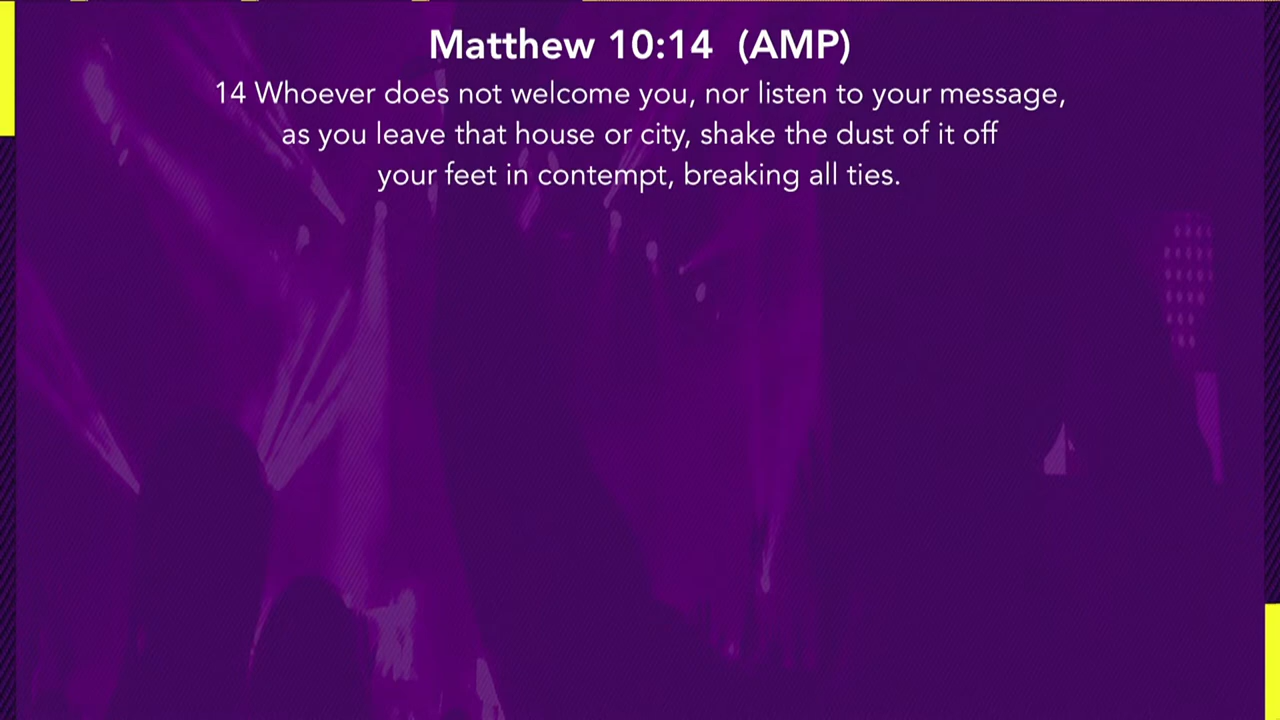 Matthew 10:14 (AMP)
14 Whoever does not welcome you, nor listen to your message,
as you leave that house or city, shake the dust of it off
your feet in contempt, breaking all ties.